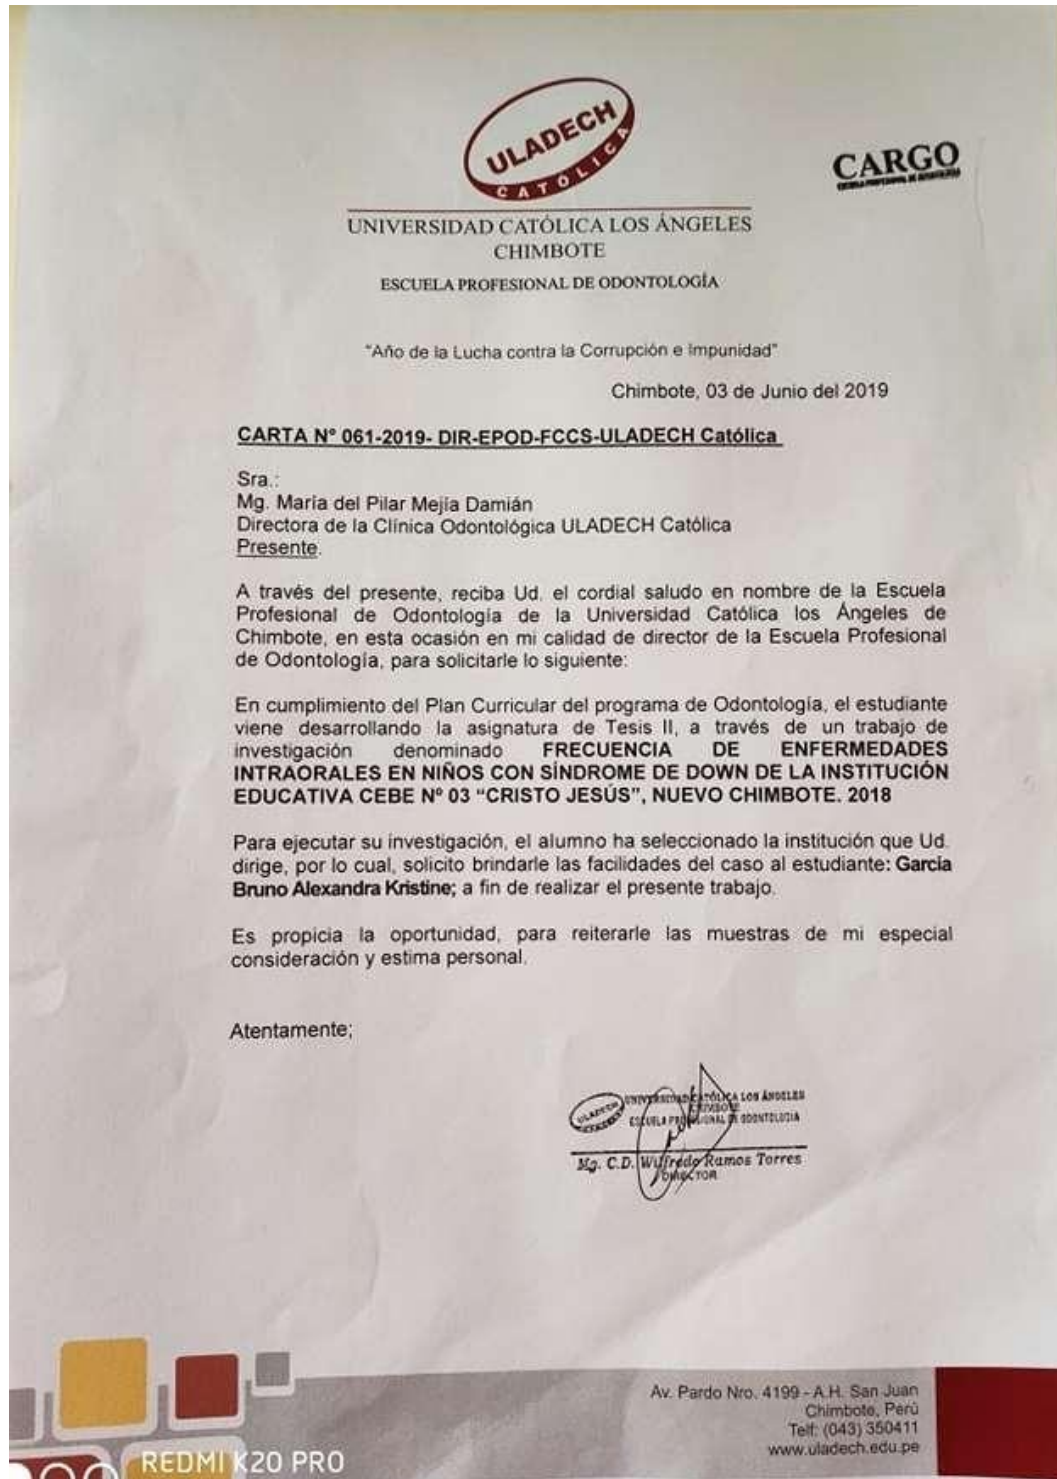 ULADECH
CATÓLICA
CARGO
ESCUELA PROFESIONAL DE ODONTOLOGÍA
UNIVERSIDAD CATÓLICA LOS ÁNGELES
CHIMBOTE
ESCUELA PROFESIONAL DE ODONTOLOGÍA
"Año de la Lucha contra la Corrupción e Impunidad"
Chimbote, 03 de Junio del 2019
CARTA Nº 061-2019- DIR-EPOD-FCCS-ULADECH Católica
Sra.:
Mg. María del Pilar Mejía Damián
Directora de la Clínica Odontológica ULADECH Católica
Presente.
A través del presente, reciba Ud. el cordial saludo en nombre de la Escuela
Profesional de Odontología de la Universidad Católica los Ángeles de
Chimbote, en esta ocasión en mi calidad de director de la Escuela Profesional
de Odontología, para solicitarle lo siguiente:
En cumplimiento del Plan Curricular del programa de Odontología, el estudiante
viene desarrollando la asignatura de Tesis II, a través de un trabajo de
investigación denominado FRECUENCIA DE ENFERMEDADES
INTRAORALES EN NIÑOS CON SÍNDROME DE DOWN DE LA INSTITUCIÓN
EDUCATIVA CEBE Nº 03 “CRISTO JESÚS”, NUEVO CHIMBOTE. 2018
Para ejecutar su investigación, el alumno ha seleccionado la institución que Ud.
dirige, por lo cual, solicito brindarle las facilidades del caso al estudiante: García
Bruno Alexandra Kristine; a fin de realizar el presente trabajo.
Es propicia la oportunidad, para reiterarle las muestras de mi especial
consideración y estima personal.
Atentamente;
ULADECH
UNIVERSIDAD CATÓLICA LOS ÁNGELES
CHIMBOTE
ESCUELA PROFESIONAL DE ODONTOLOGIA
Mg. C.D. Wilfredo Ramos Torres
DIRECTOR
Av. Pardo Nro. 4199 - A.H. San Juan
Chimbote, Perú
Telf: (043) 350411
www.uladech.edu.pe
REDMI K20 PRO